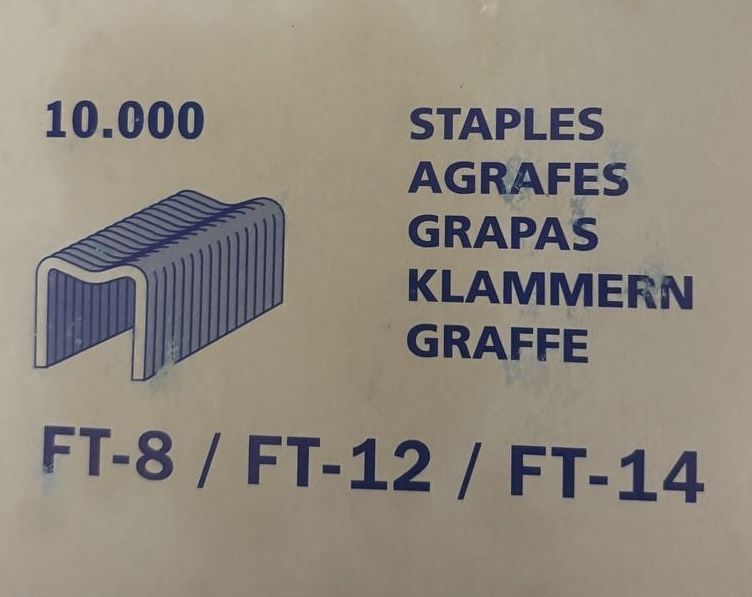 10.000
STAPLES
AGRAFES
GRAPAS
KLAMMERN
GRAFFE
FT-8 / FT-12 / FT-14